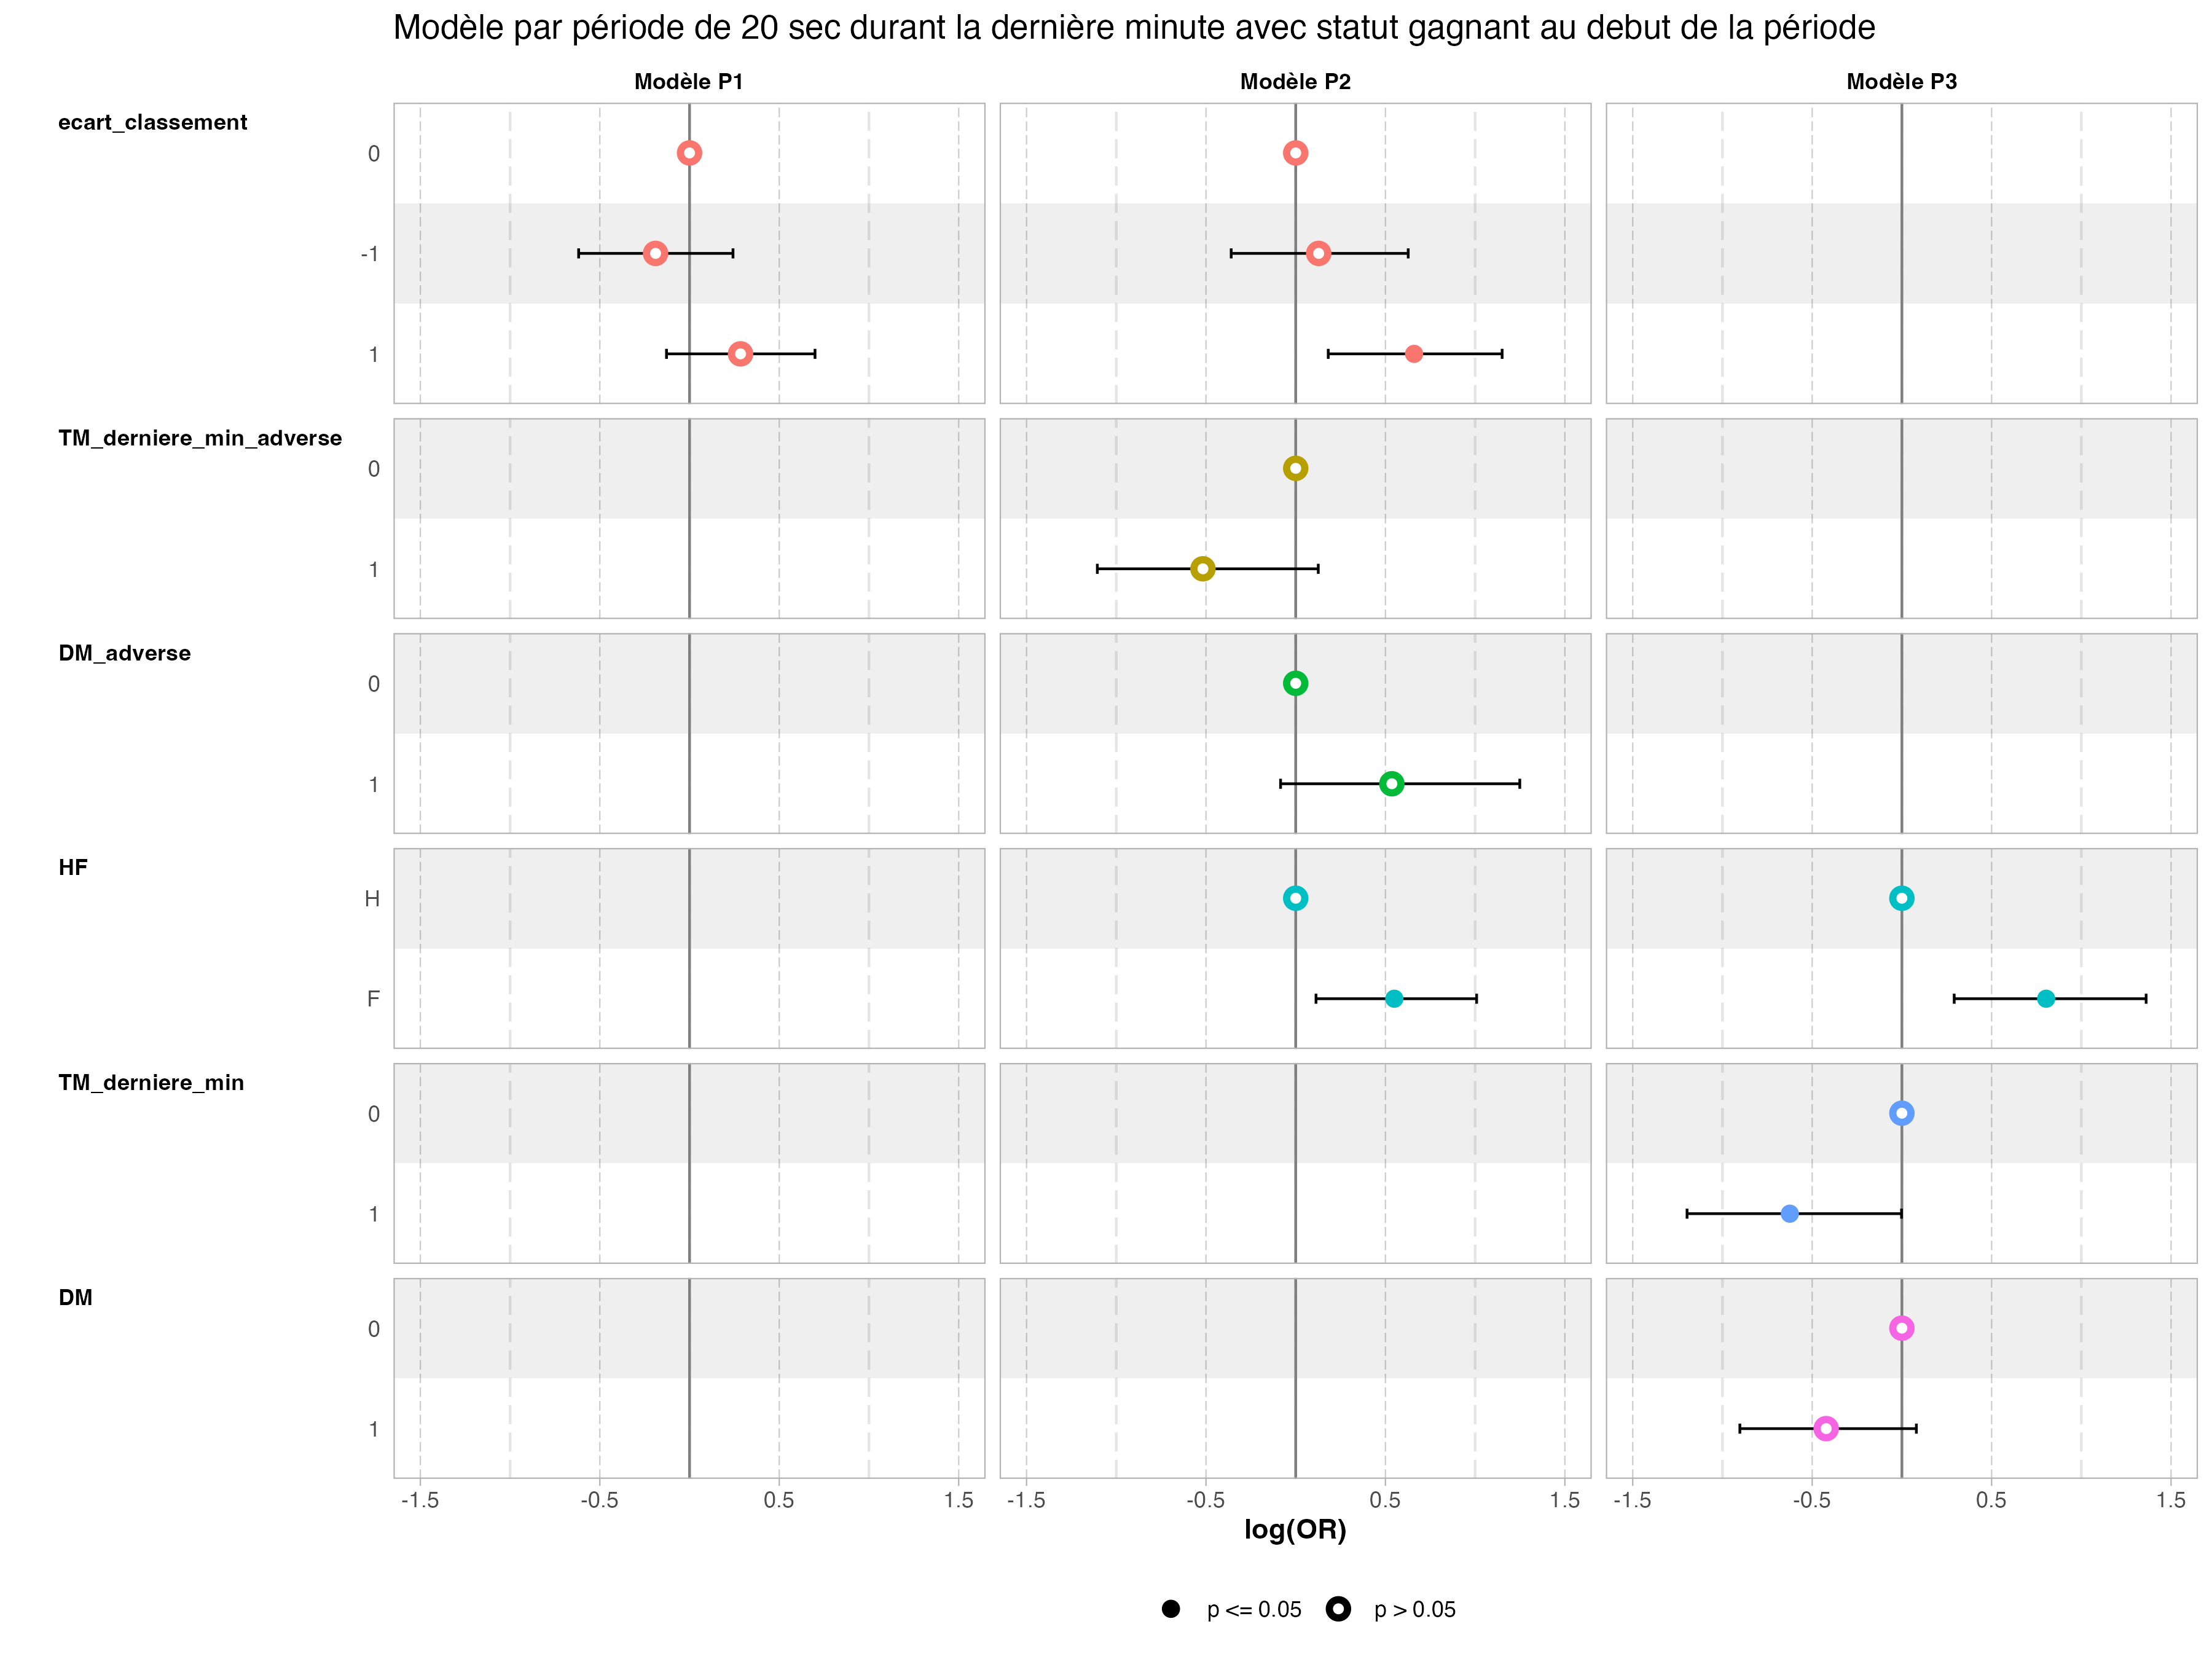 Modèle par période de 20 sec durant la dernière minute avec statut gagnant au debut de la période
Modèle P1 Modèle P2 Modèle P3
ecart_classement
0
-1
1
TM_derniere_min_adverse
0
1
DM_adverse
0
1
HF
H
F
TM_derniere_min
0
1
DM
0
1
-1.5 -0.5 0.5 1.5 -1.5 -0.5 0.5 1.5 -1.5 -0.5 0.5 1.5
log(OR)
p <= 0.05 p > 0.05